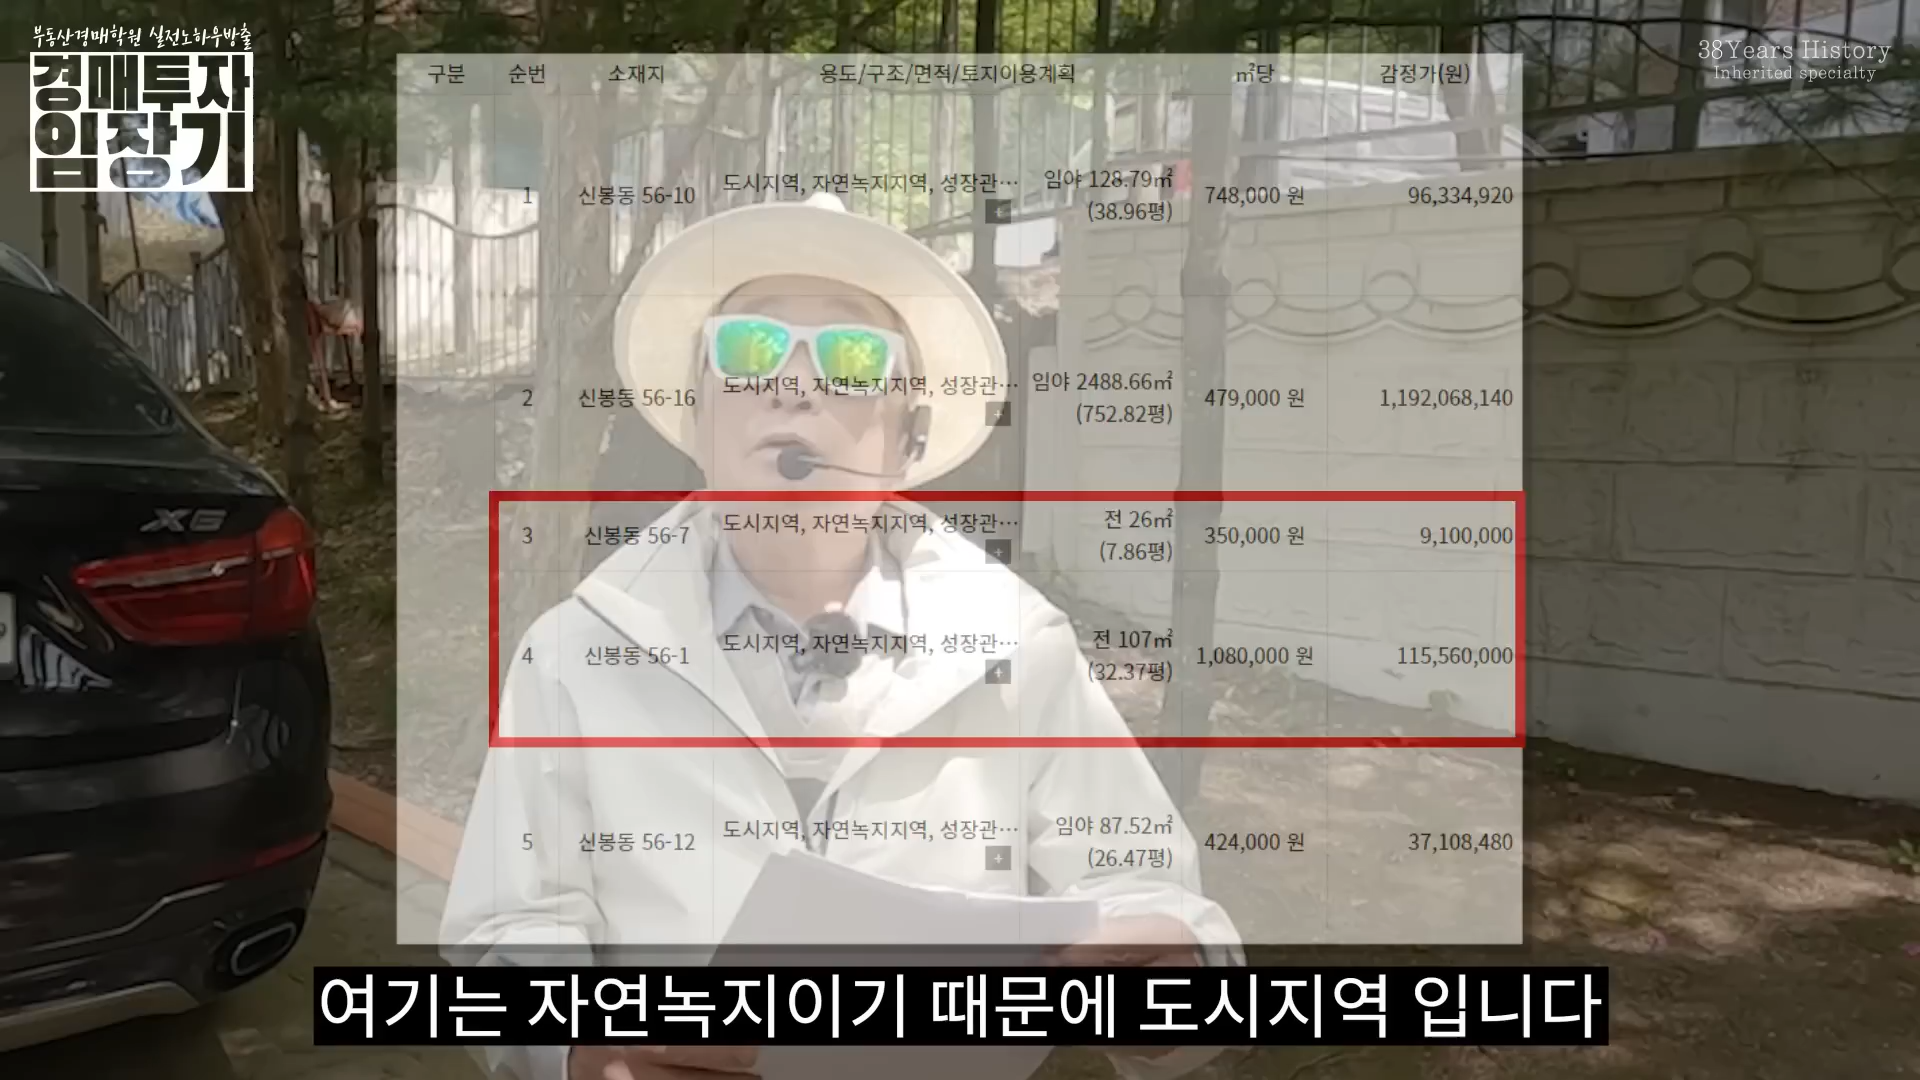 부동산경매학원 실전노하우방출
경매투자
입장기
38Years History
Inherited specialty
구분 순번 소재지 용도/구조/면적/토지이용계획 ㎡당 감정가(원)
1 신봉동 56-10 도시지역, 자연녹지지역, 성장관… + 임야 128.79㎡ (38.96평) 748,000 원 96,334,920
2 신봉동 56-16 도시지역, 자연녹지지역, 성장관… + 임야 2488.66㎡ (752.82평) 479,000 원 1,192,068,140
3 신봉동 56-7 도시지역, 자연녹지지역, 성장관… + 전 26㎡ (7.86평) 350,000 원 9,100,000
4 신봉동 56-1 도시지역, 자연녹지지역, 성장관… + 전 107㎡ (32.37평) 1,080,000 원 115,560,000
5 신봉동 56-12 도시지역, 자연녹지지역, 성장관… + 임야 87.52㎡ (26.47평) 424,000 원 37,108,480
X6
여기는 자연녹지이기 때문에 도시지역 입니다